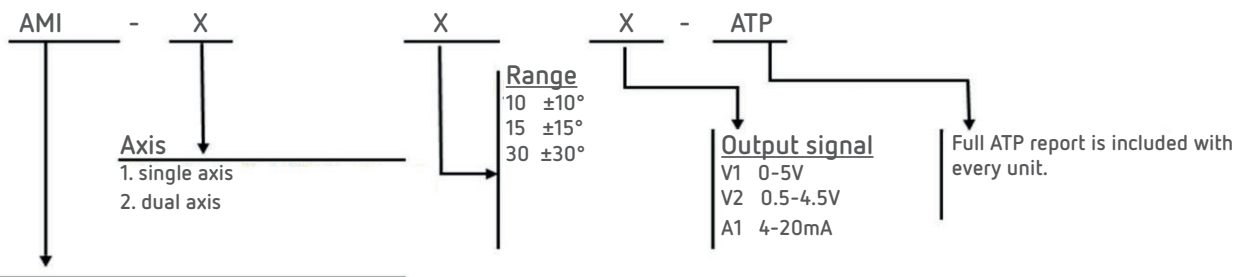 AMI - X X X - ATP
Range
10 ±10°
15 ±15°
30 ±30°
Axis
1. single axis
2. dual axis
Output signal
V1 0-5V
V2 0.5-4.5V
A1 4-20mA
Full ATP report is included with
every unit.